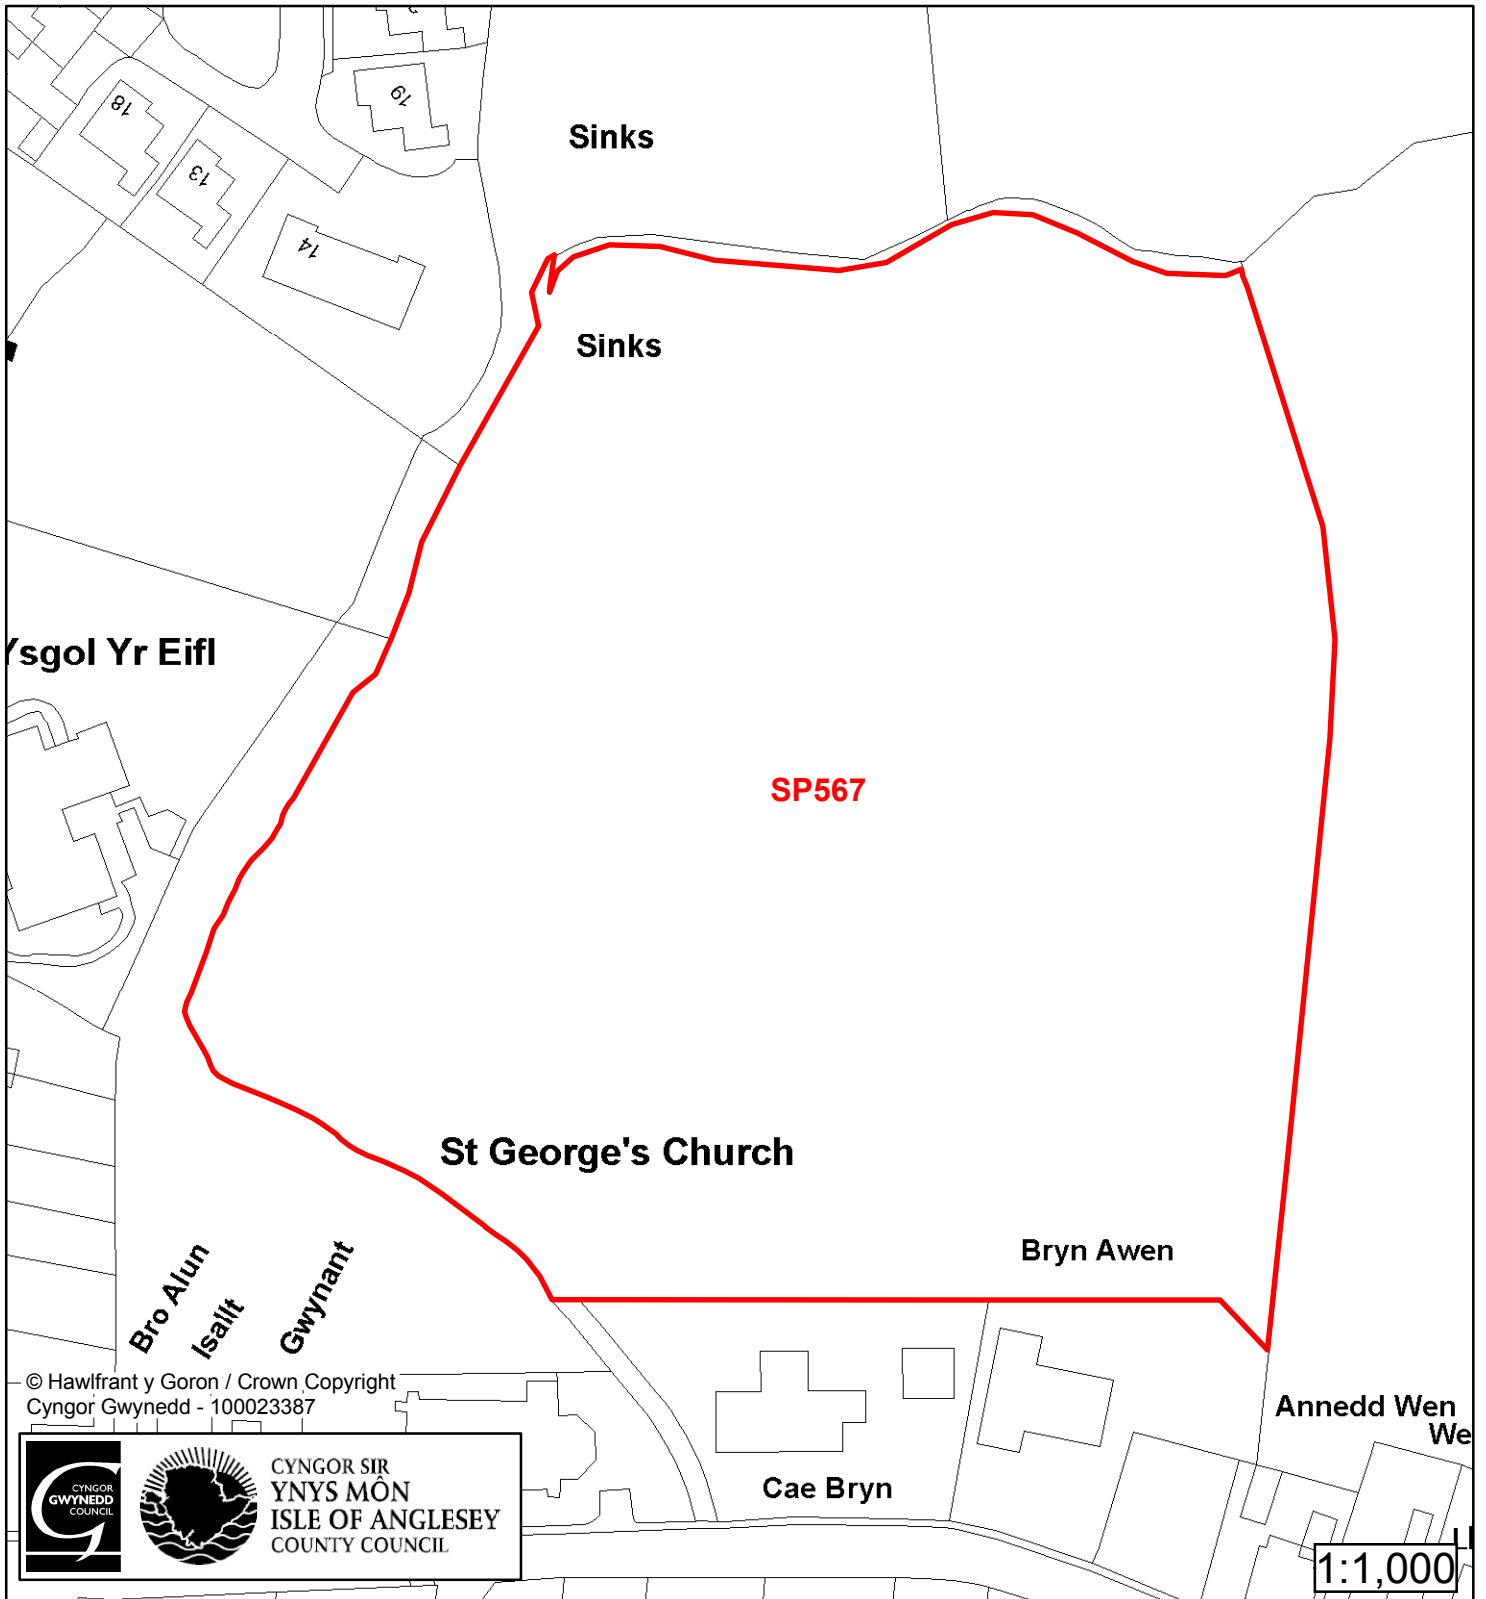 18
19
13
14
Sinks
Sinks
Ysgol Yr Eifl
SP567
St George's Church
Bryn Awen
Bro Alun
Isallt
Gwynant
© Hawlfrant y Goron / Crown Copyright
Cyngor Gwynedd - 100023387
Annedd Wen
We
Cae Bryn
CYNGOR
GWYNEDD
COUNCIL
CYNGOR SIR
YNYS MÔN
ISLE OF ANGLESEY
COUNTY COUNCIL
1:1,000